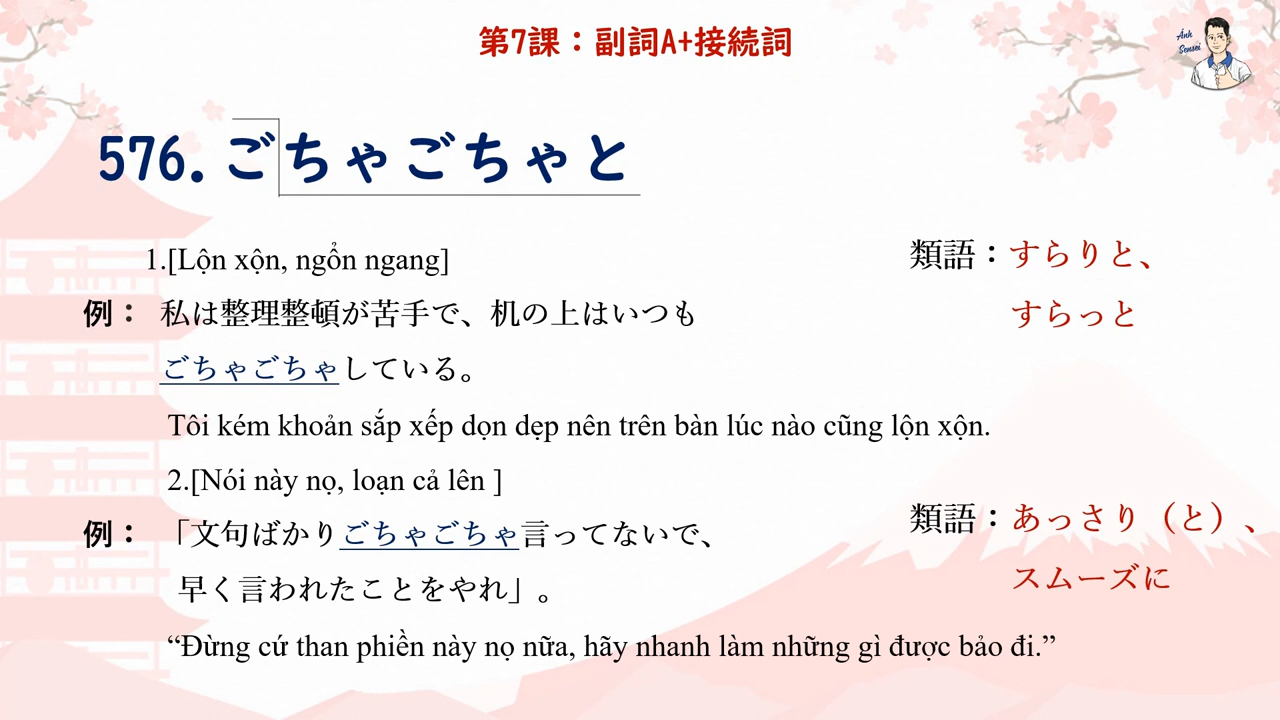 第7課：副詞A+接続詞
Anh
Sensei
576.ごちゃごちゃと
1.[Lộn xộn, ngổn ngang]
類語：すらりと、
すらっと
例： 私は整理整頓が苦手で、机の上はいつも
ごちゃごちゃしている。
Tôi kém khoản sắp xếp dọn dẹp nên trên bàn lúc nào cũng lộn xộn.
2.[Nói này nọ, loạn cả lên ]
類語：あっさり（と）、
スムーズに
例： 「文句ばかりごちゃごちゃ言ってないで、
早く言われたことをやれ」。
“Đừng cứ than phiền này nọ nữa, hãy nhanh làm những gì được bảo đi.”